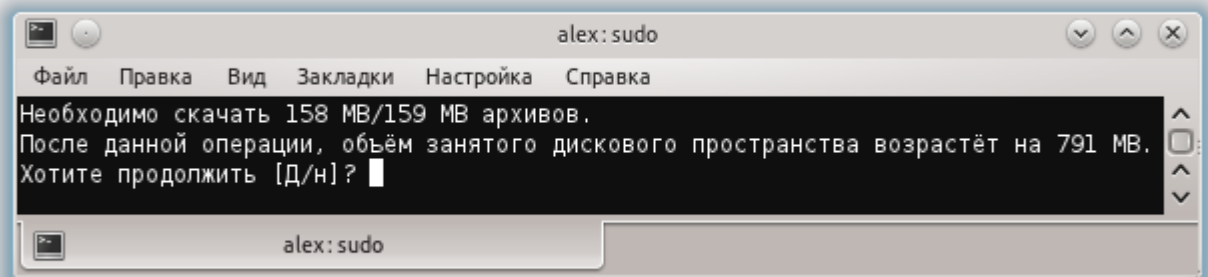 alex:sudo
Файл Правка Вид Закладки Настройка Справка
Необходимо скачать 158 MB/159 MB архивов.
После данной операции, объём занятого дискового пространства возрастёт на 791 MB.
Хотите продолжить [Д/н]?
alex:sudo